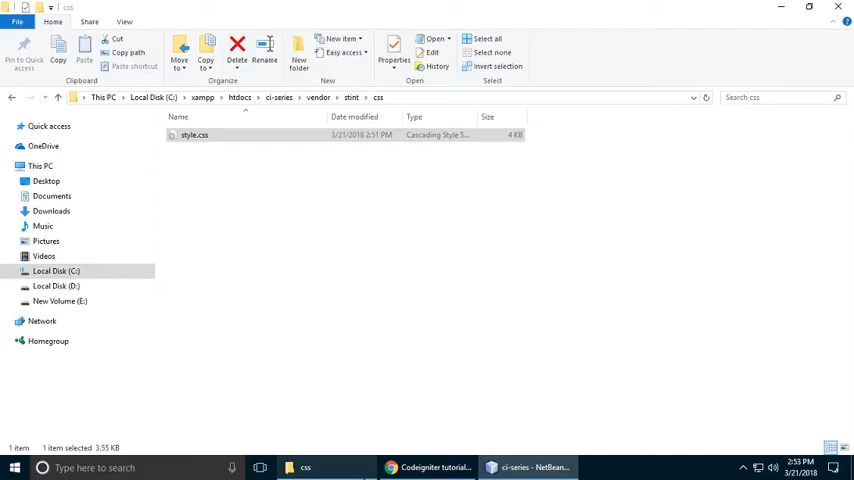 css
File
Home
Share
View
Pin to Quick access
Copy
Paste
Cut
Copy path
Paste shortcut
Clipboard
Move to
Copy to
Delete
Rename
Organize
New folder
New item
Easy access
New
Properties
Open
Edit
History
Open
Select all
Select none
Invert selection
Select
This PC
Local Disk (C:)
xampp
htdocs
ci-series
vendor
stint
css
Search css
Name
Date modified
Type
Size
style.css
3/21/2018 2:51 PM
Cascading Style S...
4 KB
Quick access
OneDrive
This PC
Desktop
Documents
Downloads
Music
Pictures
Videos
Local Disk (C:)
Local Disk (D:)
New Volume (E:)
Network
Homegroup
1 item
1 item selected 3.55 KB
Type here to search
css
Codeigniter tutorial...
ci-series - NetBean...
2:53 PM
3/21/2018